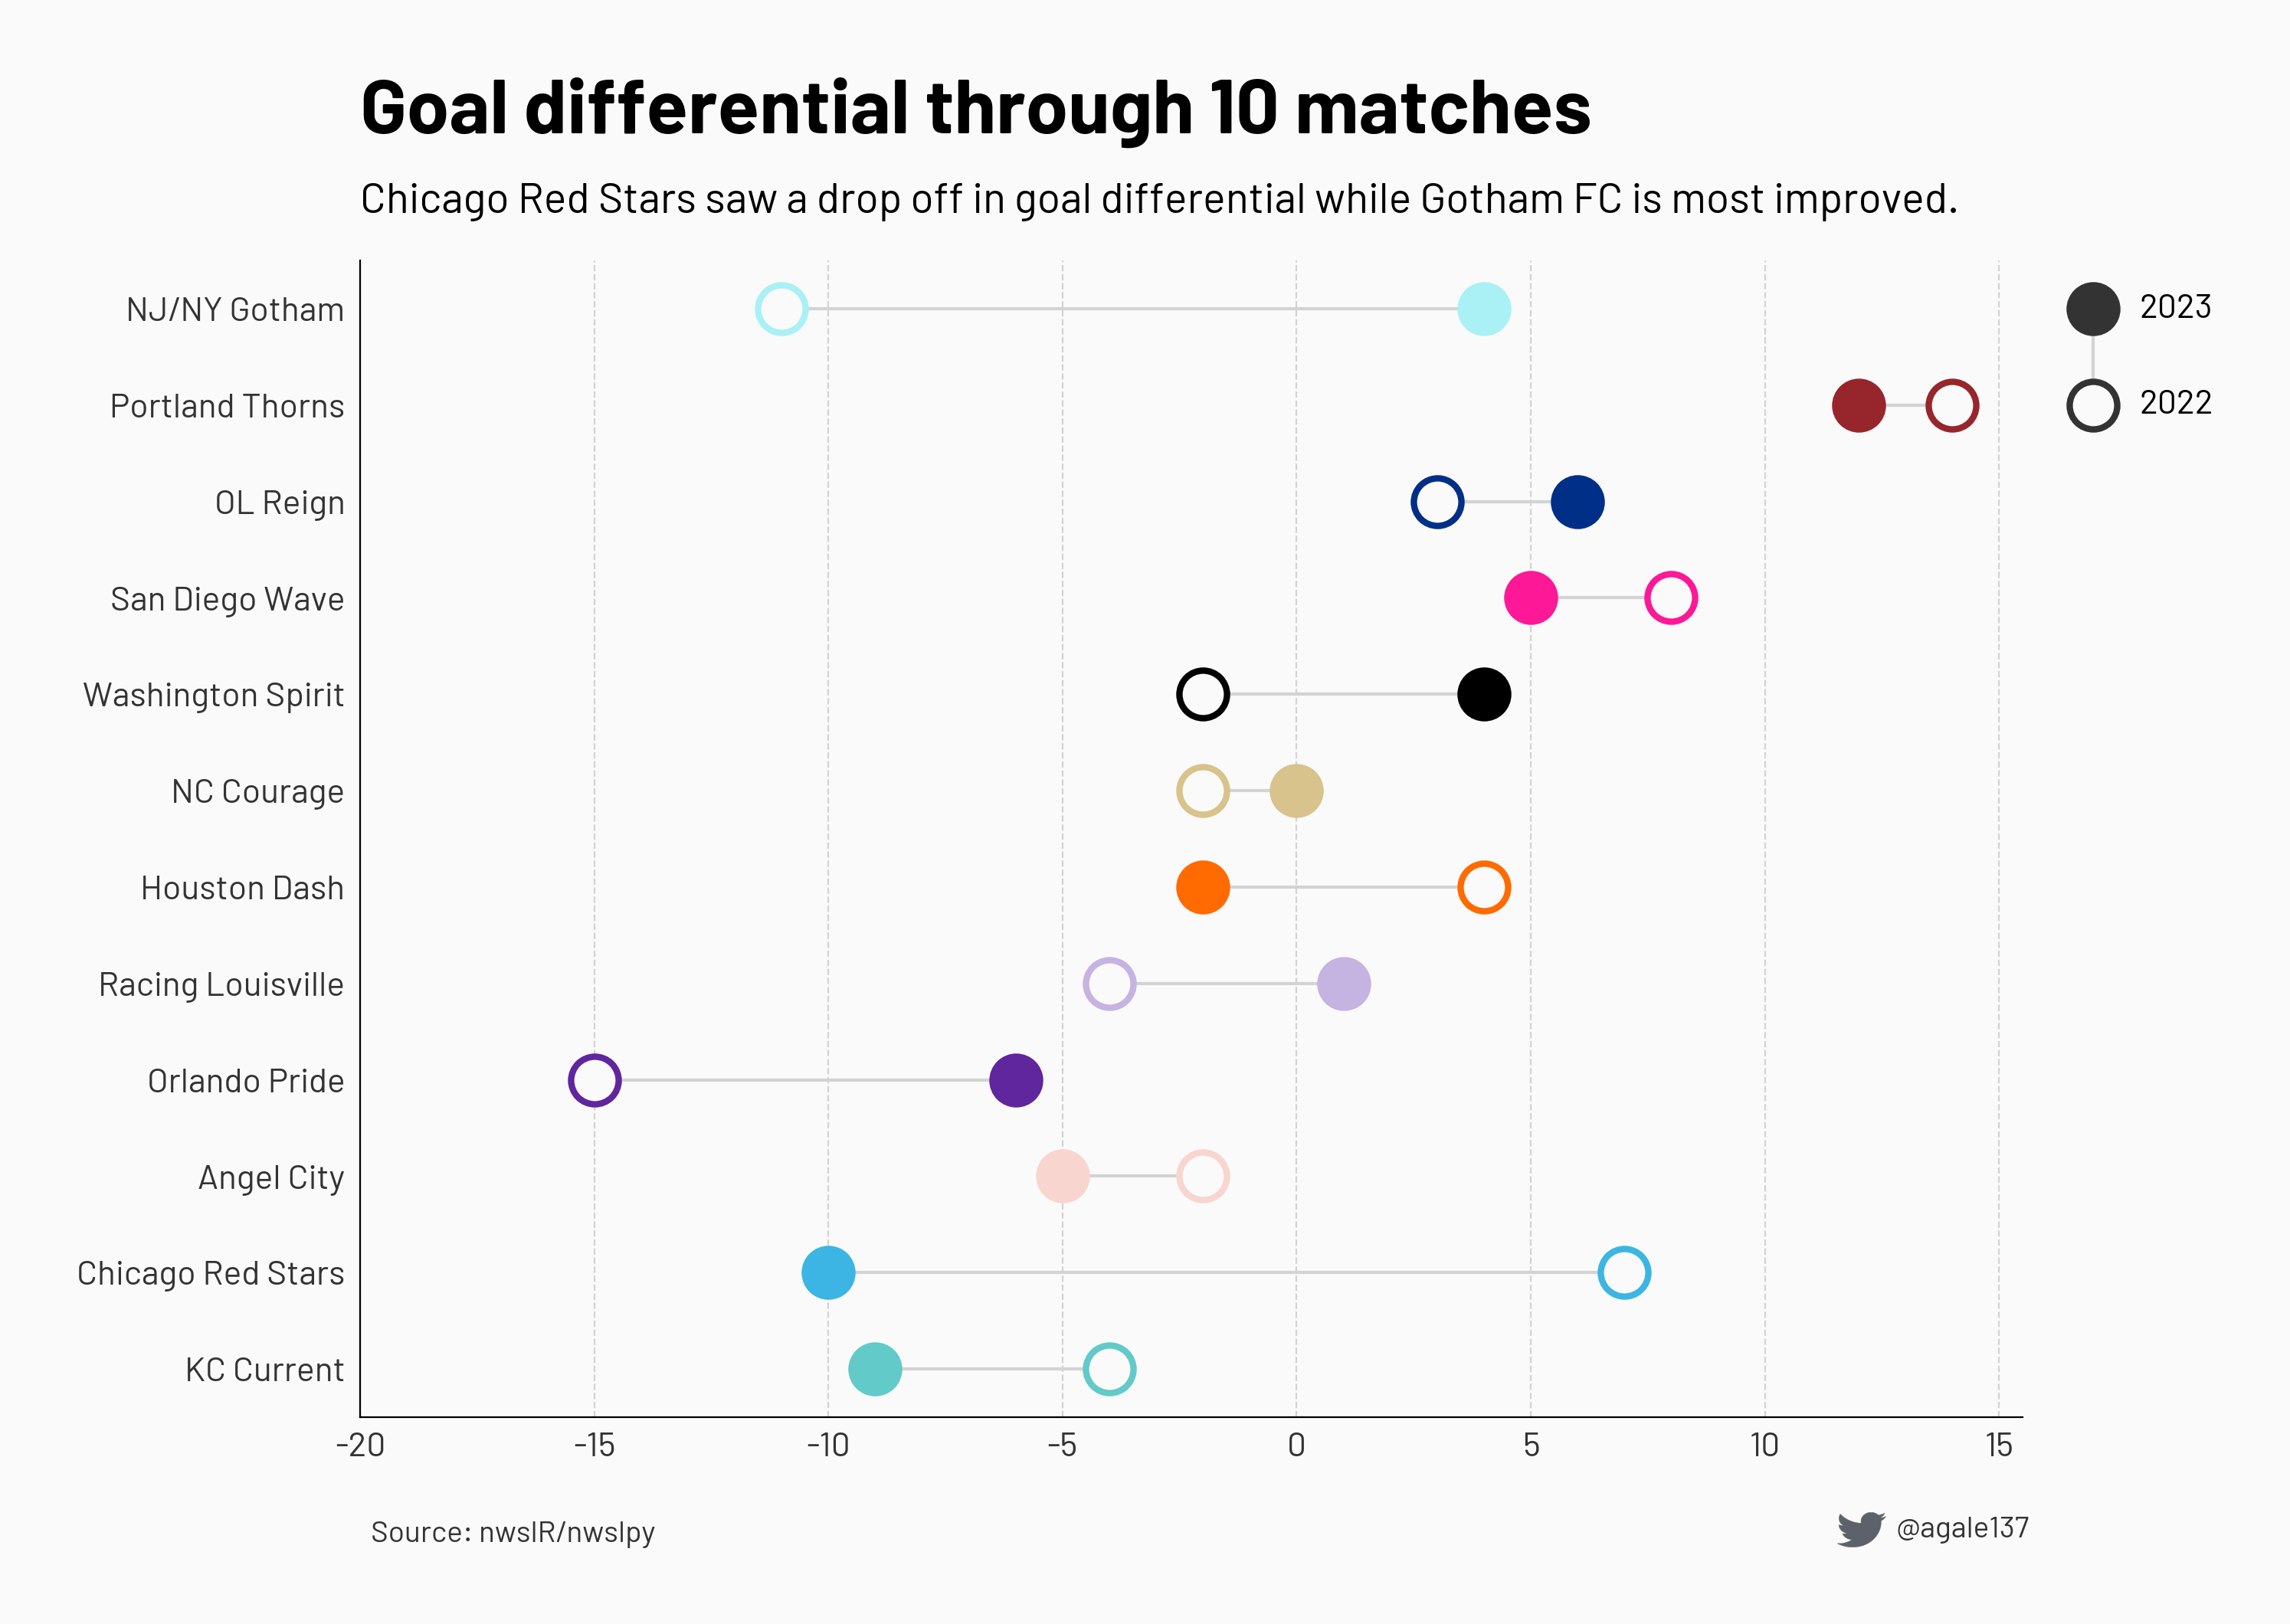 Goal differential through 10 matches
Chicago Red Stars saw a drop off in goal differential while Gotham FC is most improved.
NJ/NY Gotham
2023
Portland Thorns
2022
OL Reign
San Diego Wave
Washington Spirit
NC Courage
Houston Dash
Racing Louisville
Orlando Pride
Angel City
Chicago Red Stars
KC Current
-20 -15 -10 -5 0 5 10 15
Source: nwslR/nwslpy
@agale137